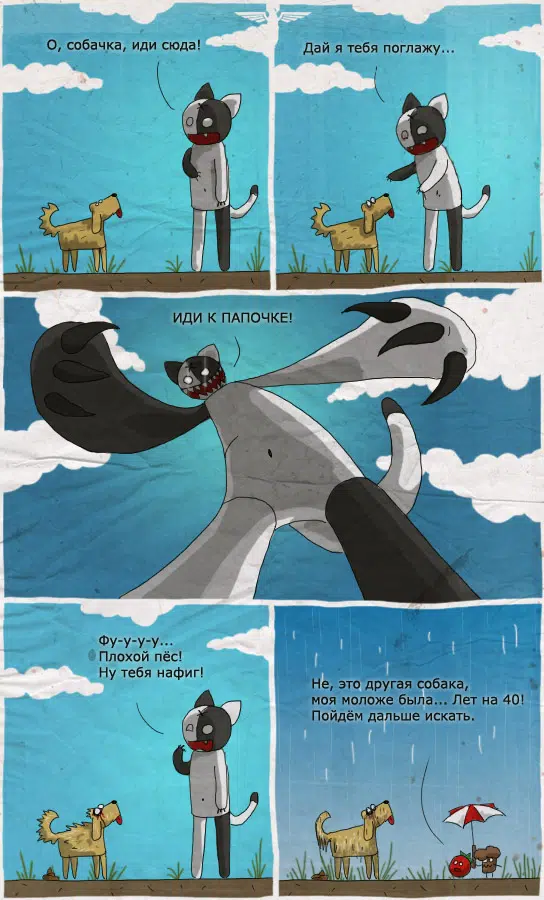 О, собачка, иди сюда!
Дай я тебя поглажу...
ИДИ К ПАПОЧКЕ!
Фу-у-у-у...
Плохой пёс!
Ну тебя нафиг!
Не, это другая собака,
моя моложе была... Лет на 40!
Пойдём дальше искать.